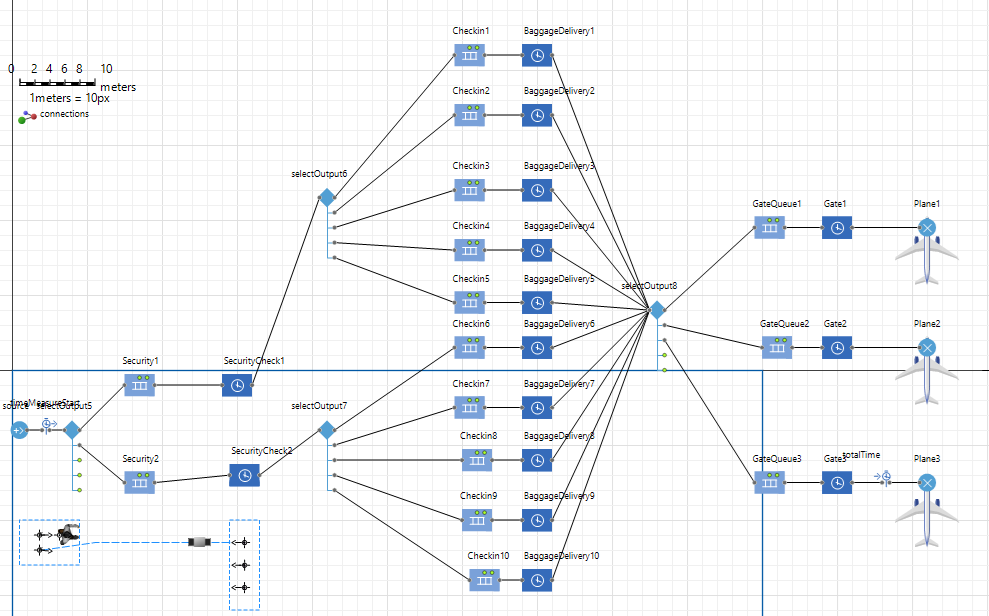 Checkin1 BaggageDelivery1
0 2 4 6 8 10
meters
1meters = 10px
connections
Checkin2 BaggageDelivery2
Checkin3 BaggageDelivery3
selectOutput6
GateQueue1 Gate1 Plane1
Checkin4 BaggageDelivery4
Checkin5 BaggageDelivery5
selectOutput8
Checkin6 BaggageDelivery6
GateQueue2 Gate2 Plane2
Security1 SecurityCheck1
Checkin7 BaggageDelivery7
timeMeasureStart
source selectOutput5 selectOutput7
Checkin8 BaggageDelivery8
Security2 SecurityCheck2
GateQueue3 Gate3 totalTime Plane3
Checkin9 BaggageDelivery9
Checkin10 BaggageDelivery10